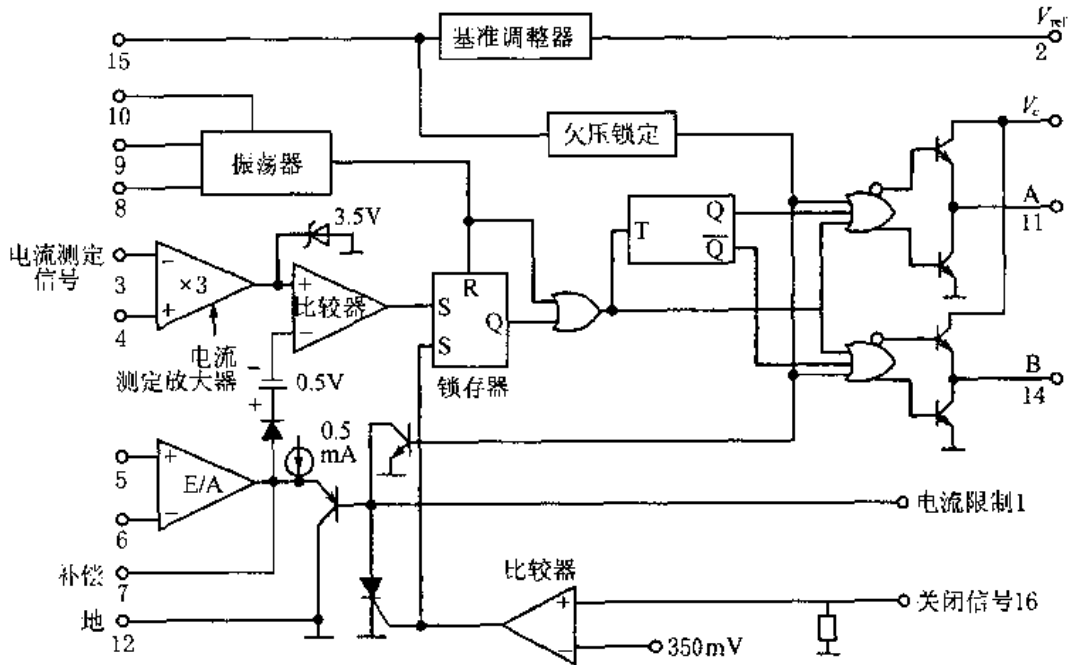 15
基准调整器
V_ref
2
10
9
8
振荡器
欠压锁定
V_c
3.5V
T
Q
Q̅
A
11
电流测定
信号
3
4
−
×3
+
+
比较器
−
S
R
S
Q
锁存器
电流
测定放大器
−
0.5V
+
B
14
0.5
mA
5
+
E/A
−
6
电流限制1
补偿
7
地
12
比较器
+
−
关闭信号16
350mV